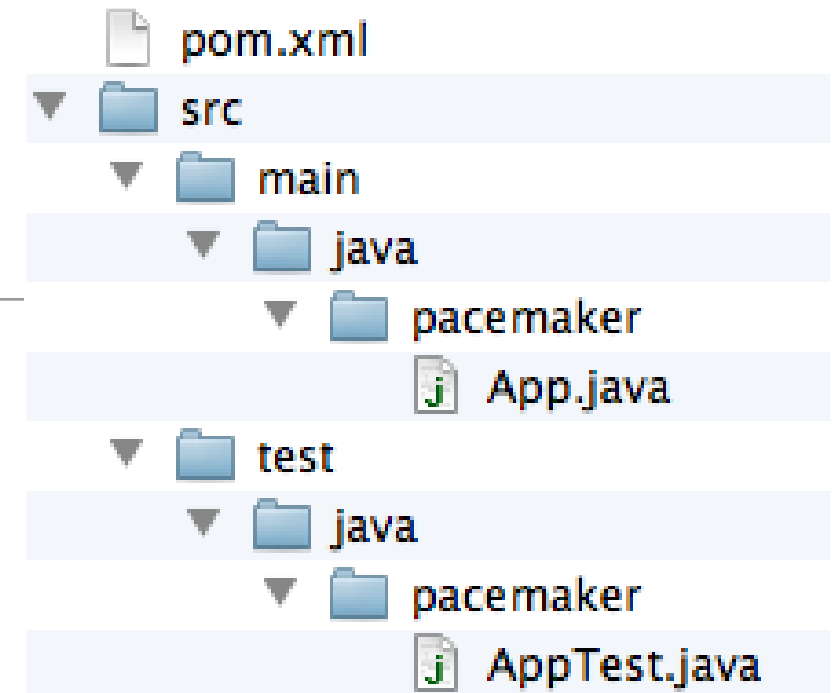 pom.xml
src
main
java
pacemaker
App.java
test
java
pacemaker
AppTest.java